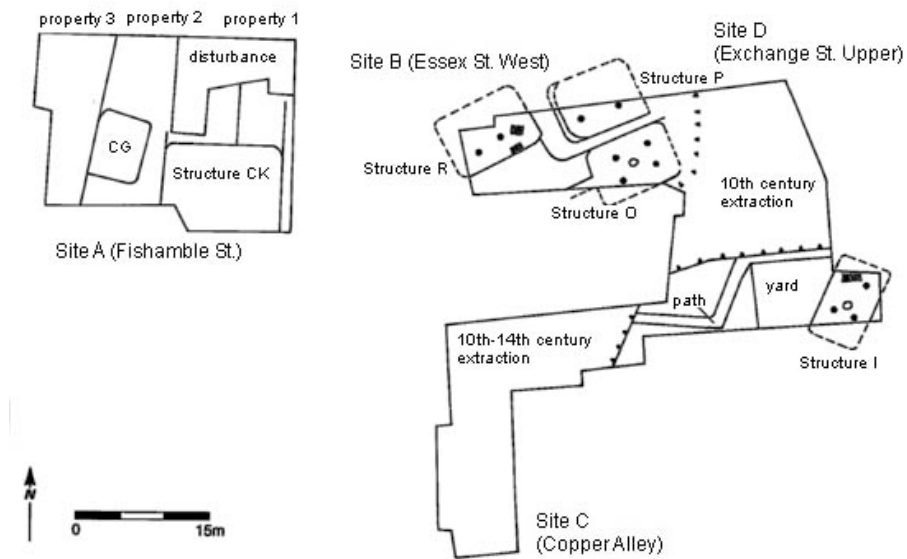 property 3
property 2
property 1
disturbance
CG
Structure CK
Site A (Fishamble St.)
Site B (Essex St. West)
Site D
(Exchange St. Upper)
Structure P
Structure R
Structure O
10th century
extraction
path
yard
10th-14th century
extraction
Structure I
Site C
(Copper Alley)
N
0
15m